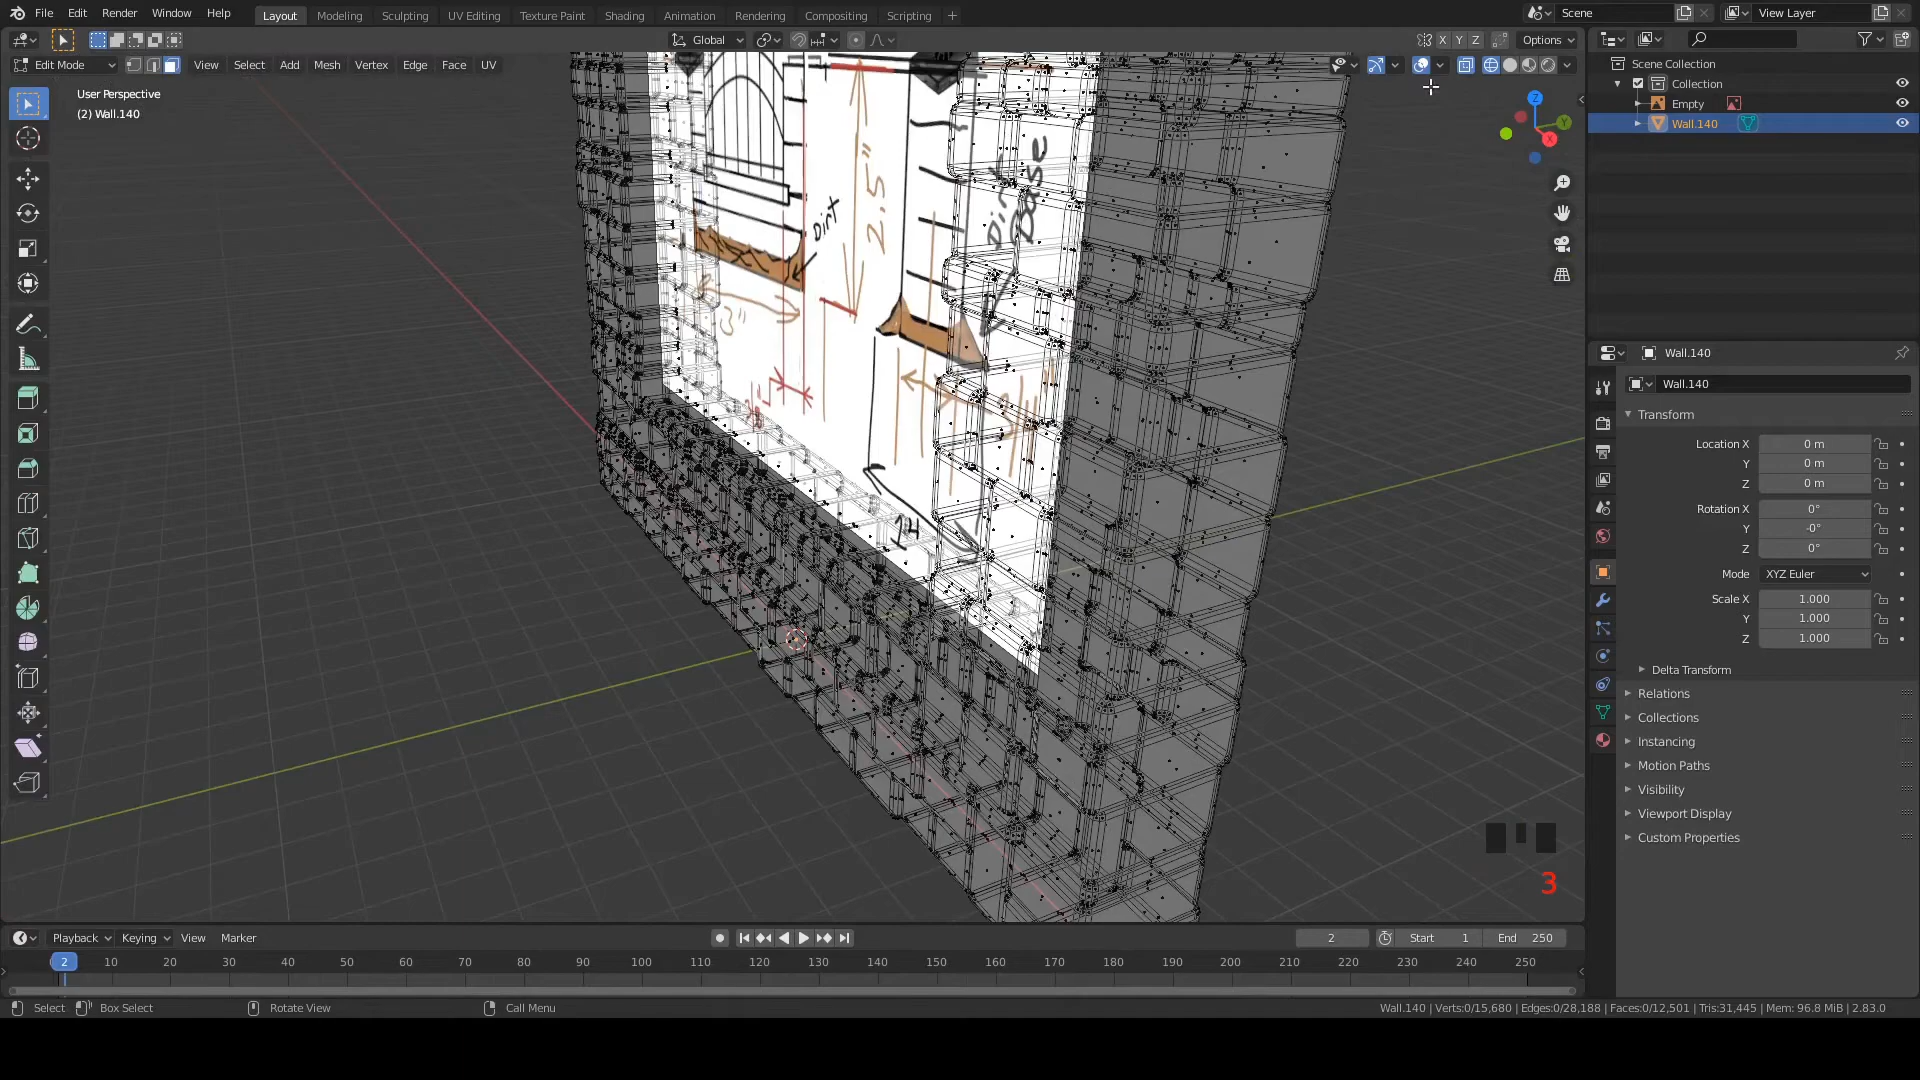 File Edit Render Window Help Layout Modeling Sculpting UV Editing Texture Paint Shading Animation Rendering Compositing Scripting + Scene View Layer
Global X Y Z Options
Edit Mode View Select Add Mesh Vertex Edge Face UV
User Perspective
(2) Wall.140
Scene Collection
Collection
Empty
Wall.140
Z
Y
X
Dirt
2.5"
Dirt
Base
3"
14
Wall.140
Wall.140
Transform
Location X 0 m
Y 0 m
Z 0 m
Rotation X 0°
Y -0°
Z 0°
Mode XYZ Euler
Scale X 1.000
Y 1.000
Z 1.000
Delta Transform
Relations
Collections
Instancing
Motion Paths
Visibility
Viewport Display
Custom Properties
3
Playback Keying View Marker 2 Start 1 End 250
2 10 20 30 40 50 60 70 80 90 100 110 120 130 140 150 160 170 180 190 200 210 220 230 240 250
Select Box Select Rotate View Call Menu Wall.140 | Verts:0/15,680 | Edges:0/28,188 | Faces:0/12,501 | Tris:31,445 | Mem: 96.8 MiB | 2.83.0